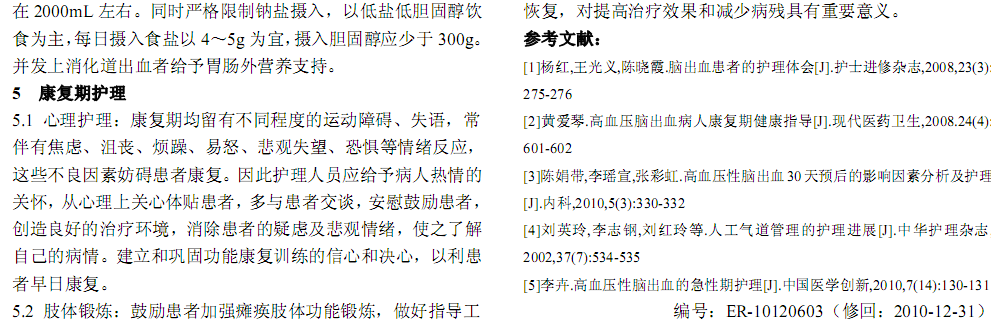 在 2000mL 左右。同时严格限制钠盐摄入，以低盐低胆固醇饮
食为主，每日摄入食盐以 4～5g 为宜，摄入胆固醇应少于 300g。
并发上消化道出血者给予胃肠外营养支持。
5 康复期护理
5.1 心理护理：康复期均留有不同程度的运动障碍、失语，常
伴有焦虑、沮丧、烦躁、易怒、悲观失望、恐惧等情绪反应，
这些不良因素妨碍患者康复。因此护理人员应给予病人热情的
关怀，从心理上关心体贴患者，多与患者交谈，安慰鼓励患者，
创造良好的治疗环境，消除患者的疑虑及悲观情绪，使之了解
自己的病情。建立和巩固功能康复训练的信心和决心，以利患
者早日康复。
5.2 肢体锻炼：鼓励患者加强瘫痪肢体功能锻炼，做好指导工
恢复，对提高治疗效果和减少病残具有重要意义。
参考文献：
[1]杨红,王光义,陈晓霞.脑出血患者的护理体会[J].护士进修杂志,2008,23(3):
275-276
[2]黄爱琴.高血压脑出血病人康复期健康指导[J].现代医药卫生,2008.24(4):
601-602
[3]陈娟带,李瑶宣,张彩虹.高血压性脑出血 30 天预后的影响因素分析及护理
[J].内科,2010,5(3):330-332
[4]刘英玲,李志钢,刘红玲等.人工气道管理的护理进展[J].中华护理杂志
2002,37(7):534-535
[5]李卉.高血压性脑出血的急性期护理[J].中国医学创新,2010,7(14):130-131
编号：ER-10120603（修回：2010-12-31）